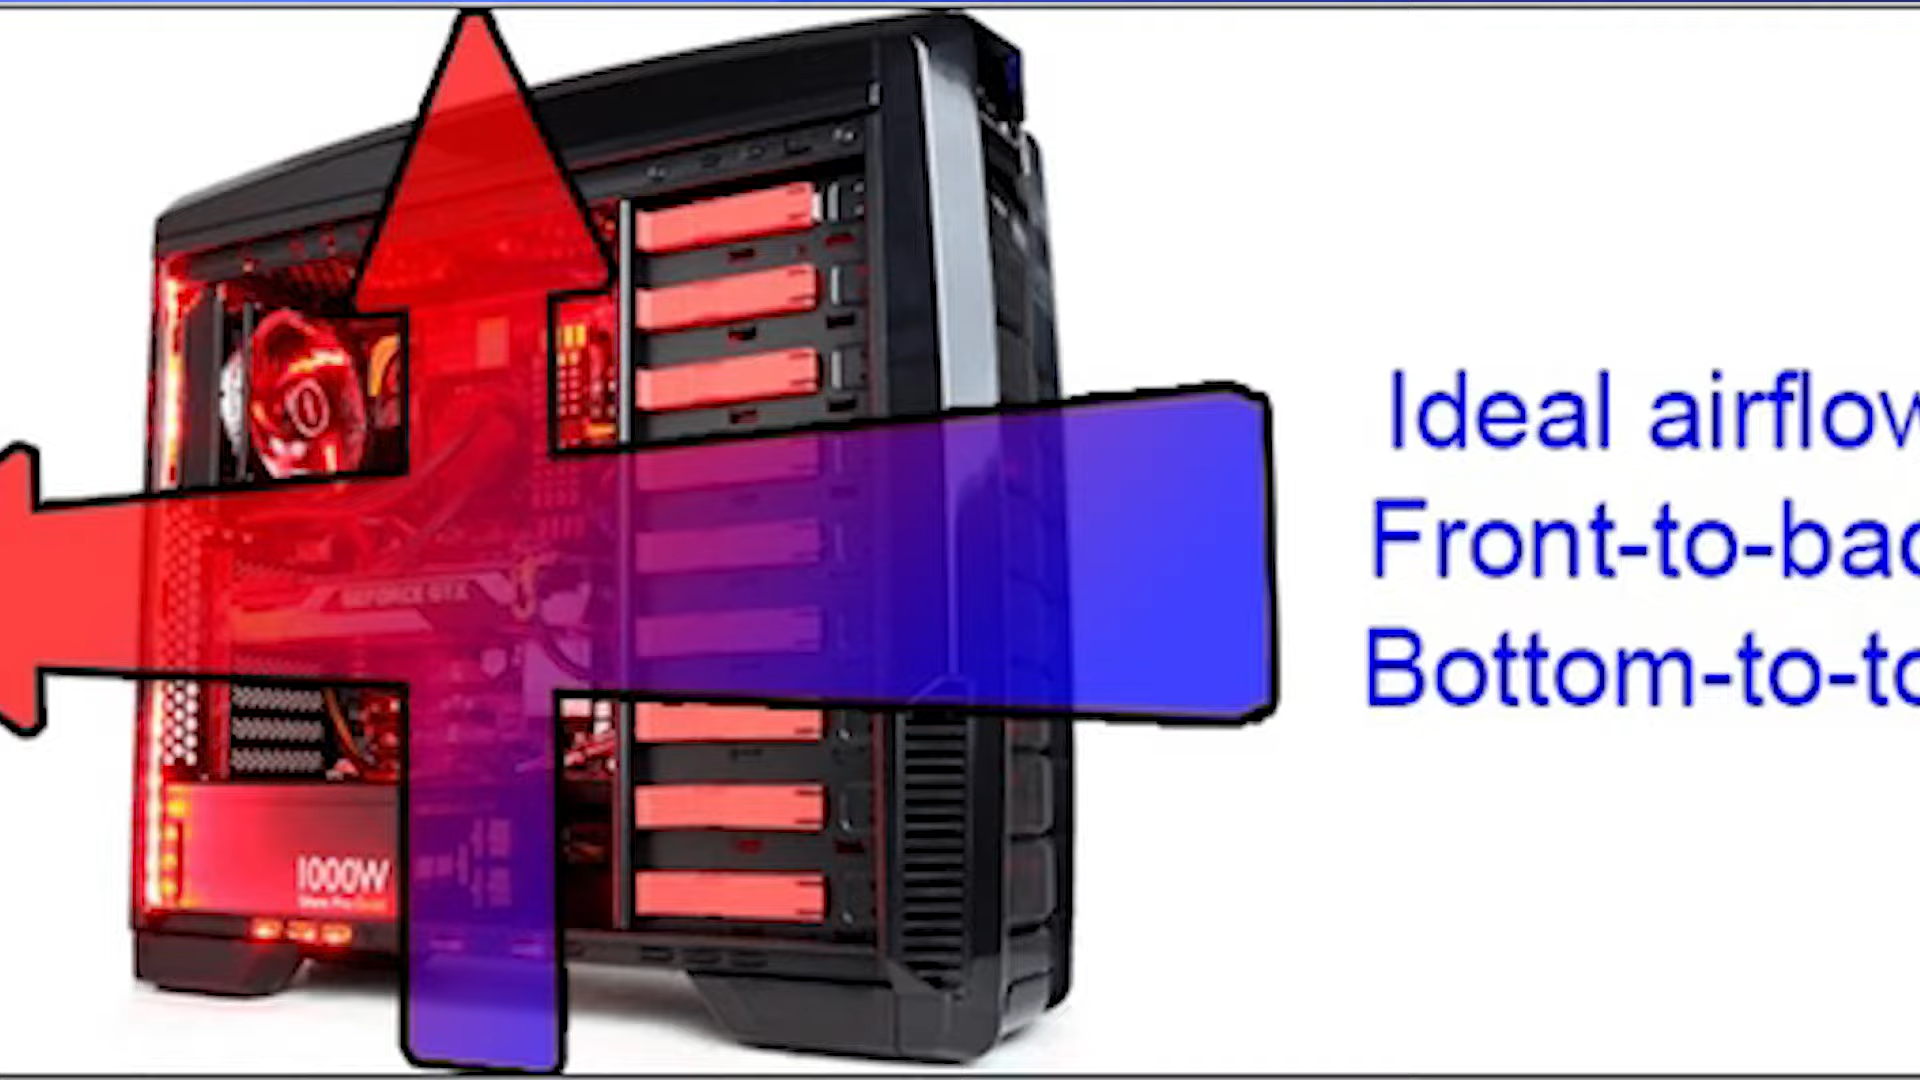 Ideal airflow
Front-to-bac
Bottom-to-to
GEFORCE GTX
1000W